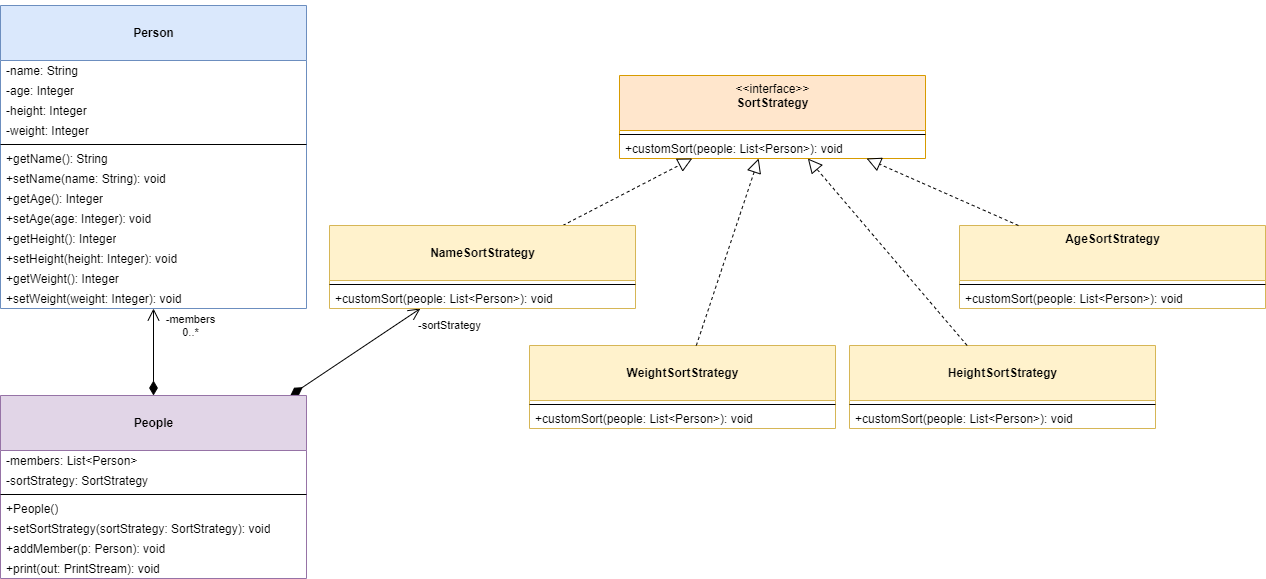 Person
-name: String
-age: Integer
-height: Integer
-weight: Integer
+getName(): String
+setName(name: String): void
+getAge(): Integer
+setAge(age: Integer): void
+getHeight(): Integer
+setHeight(height: Integer): void
+getWeight(): Integer
+setWeight(weight: Integer): void
<<interface>>
SortStrategy
+customSort(people: List<Person>): void
NameSortStrategy
+customSort(people: List<Person>): void
AgeSortStrategy
+customSort(people: List<Person>): void
-members
0..*
-sortStrategy
WeightSortStrategy
+customSort(people: List<Person>): void
HeightSortStrategy
+customSort(people: List<Person>): void
People
-members: List<Person>
-sortStrategy: SortStrategy
+People()
+setSortStrategy(sortStrategy: SortStrategy): void
+addMember(p: Person): void
+print(out: PrintStream): void